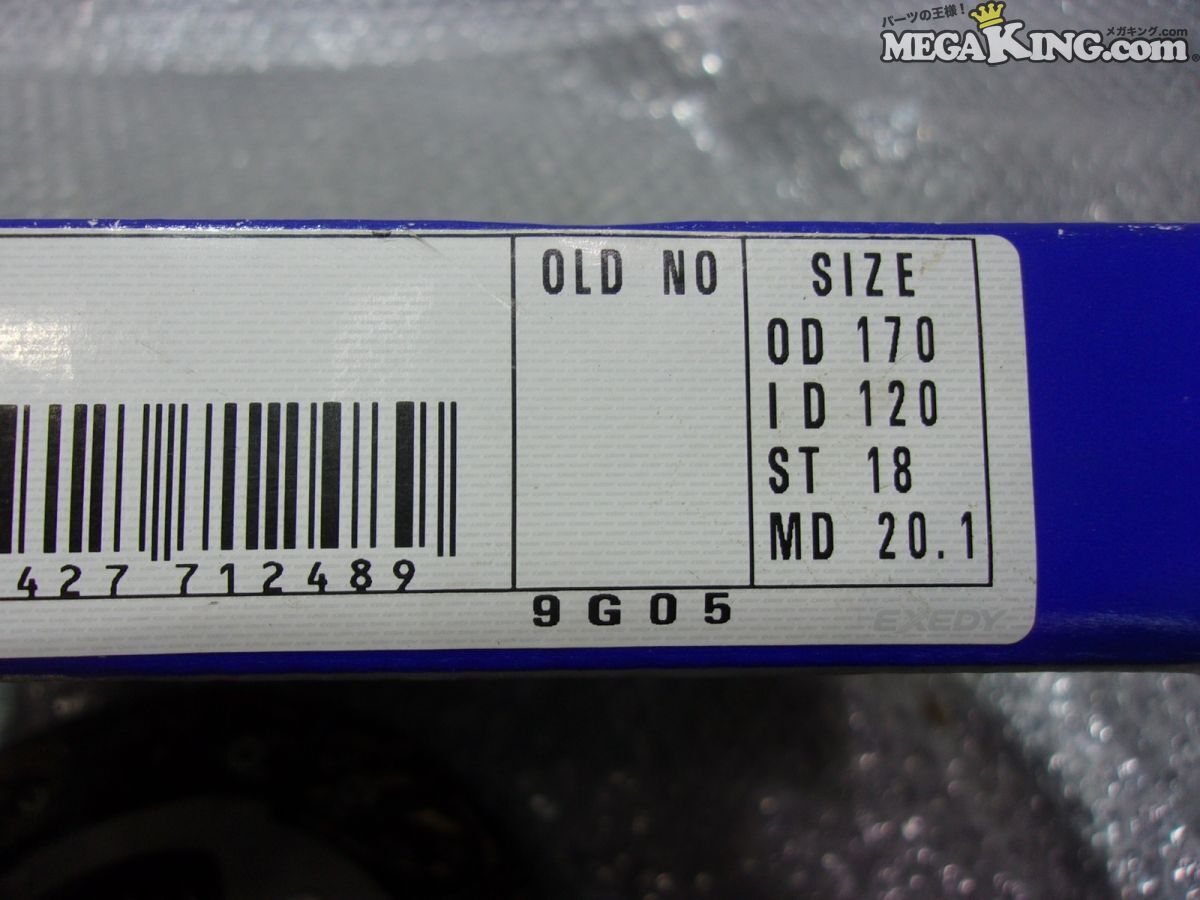 パーツの王様！
メガキング.com
MEGAKING.com®
OLD NO
SIZE
OD 170
ID 120
ST 18
MD 20.1
427 712489
9G05
EXEDY